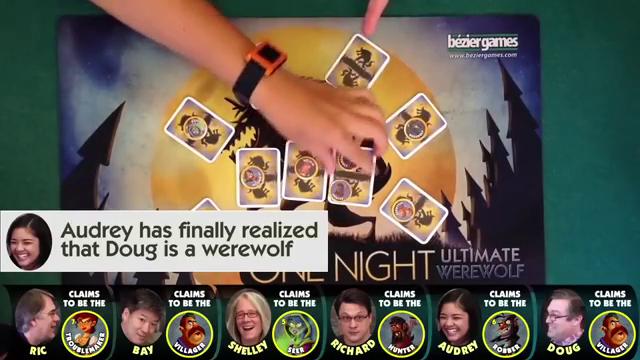 béziergames
www.beziergames.com
Audrey has finally realized
that Doug is a werewolf
ONE NIGHT
ULTIMATE
WEREWOLF
CLAIMS
TO BE THE
TROUBLEMAKER
RIC
CLAIMS
TO BE THE
VILLAGER
BAY
CLAIMS
TO BE THE
SEER
SHELLEY
CLAIMS
TO BE THE
HUNTER
RICHARD
CLAIMS
TO BE THE
ROBBER
AUDREY
CLAIMS
TO BE THE
VILLAGER
DOUG